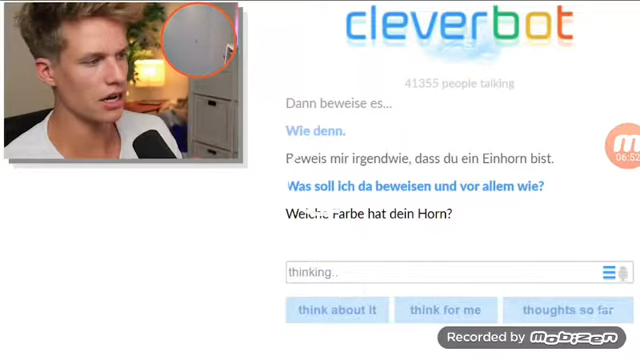 cleverbot
41355 people talking
Dann beweise es...
Wie denn.
Beweis mir irgendwie, dass du ein Einhorn bist.
Was soll ich da beweisen und vor allem wie?
Welche Farbe hat dein Horn?
06:52
thinking..
think about it
think for me
thoughts so far
Recorded by mobizen